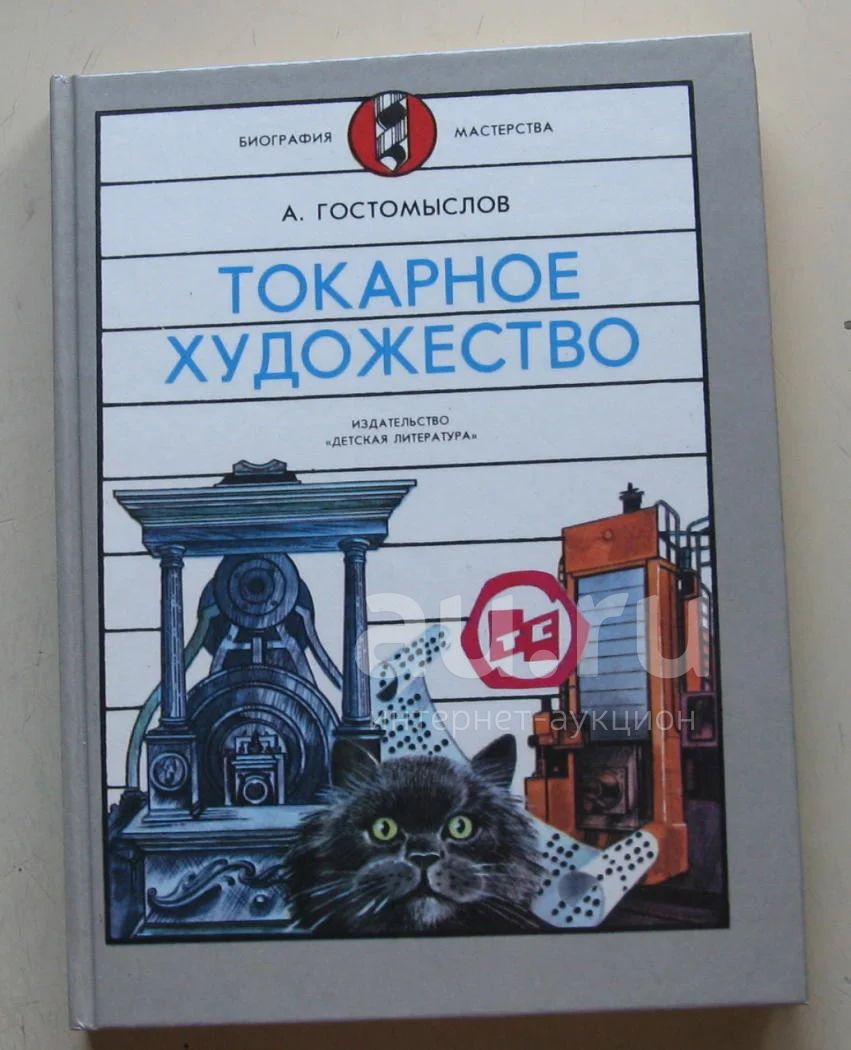 БИОГРАФИЯ МАСТЕРСТВА
А. ГОСТОМЫСЛОВ
ТОКАРНОЕ
ХУДОЖЕСТВО
ИЗДАТЕЛЬСТВО
«ДЕТСКАЯ ЛИТЕРАТУРА»
au.ru
интернет-аукцион